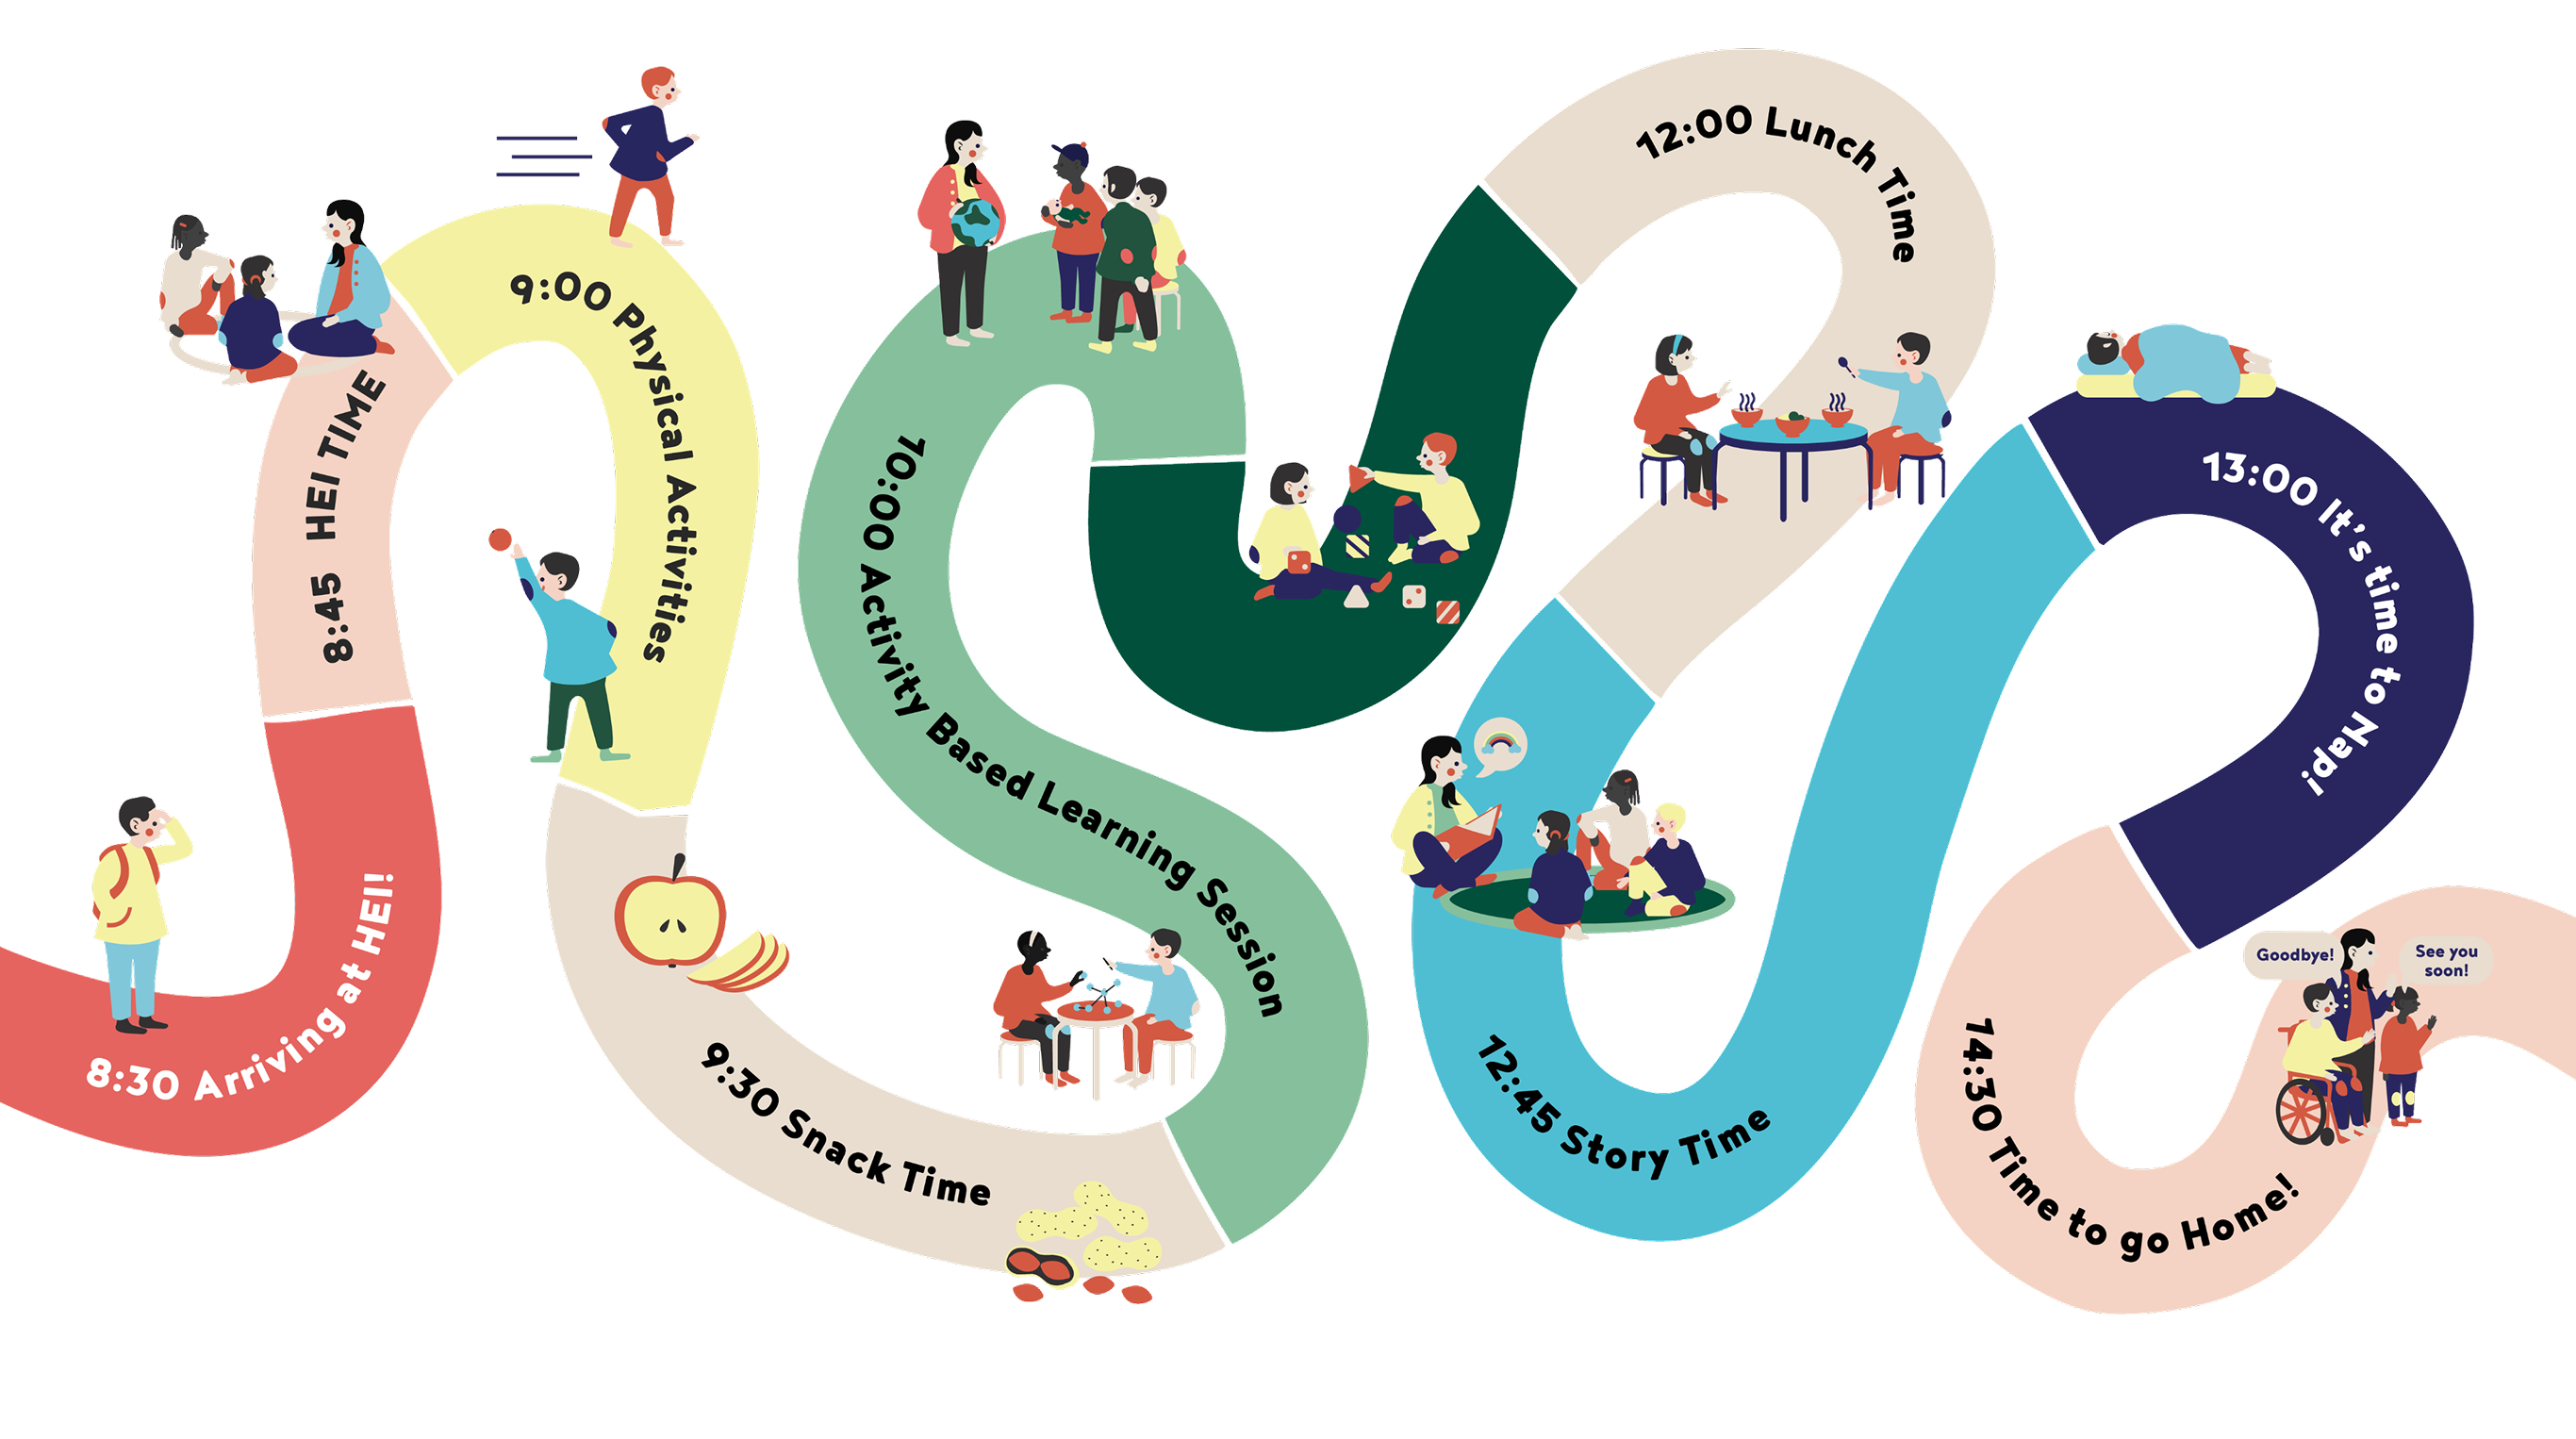 8:30 Arriving at HEI!
8:45 HEI TIME
9:00 Physical Activities
9:30 Snack Time
10:00 Activity Based Learning Session
12:00 Lunch Time
12:45 Story Time
13:00 It's time to Nap!
14:30 Time to go Home!
Goodbye!
See you
soon!